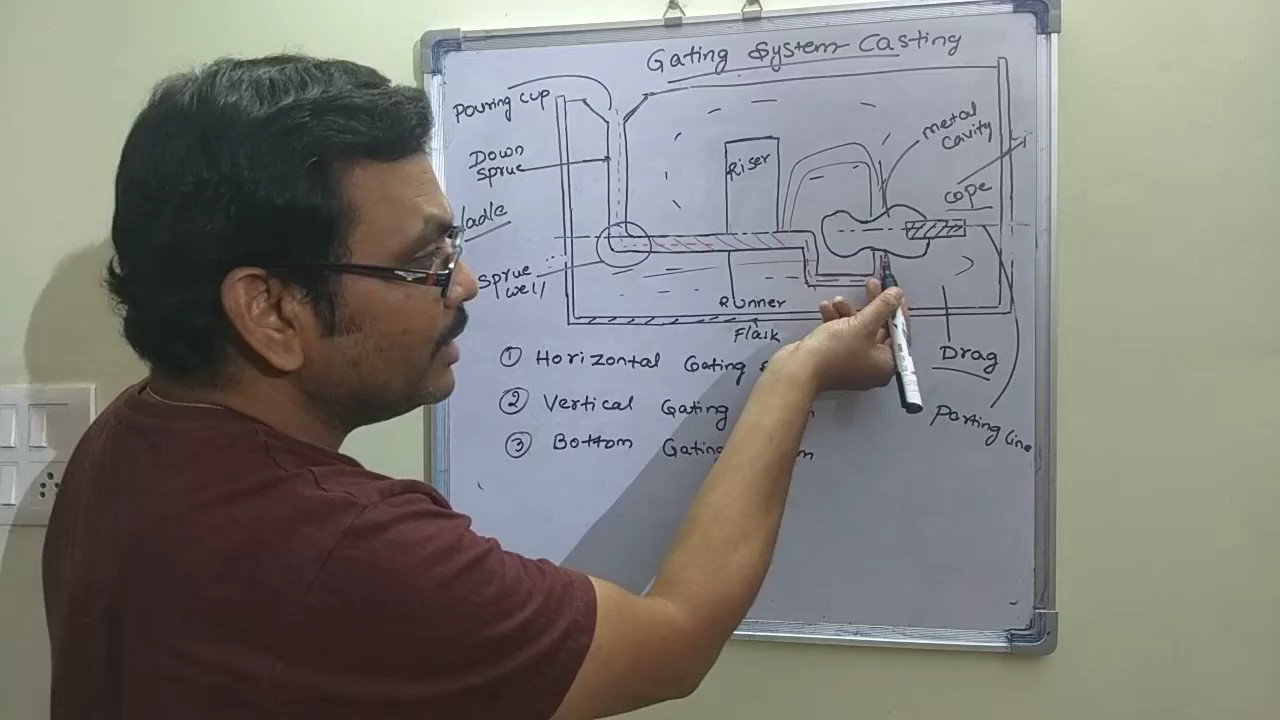 Gating System Casting
Pouring cup
Down
sprue
ladle
Sprue
well
Riser
metal
cavity
cope
Runner
Flask
Drag
Parting line
① Horizontal Gating
② Vertical Gating
③ Bottom Gating